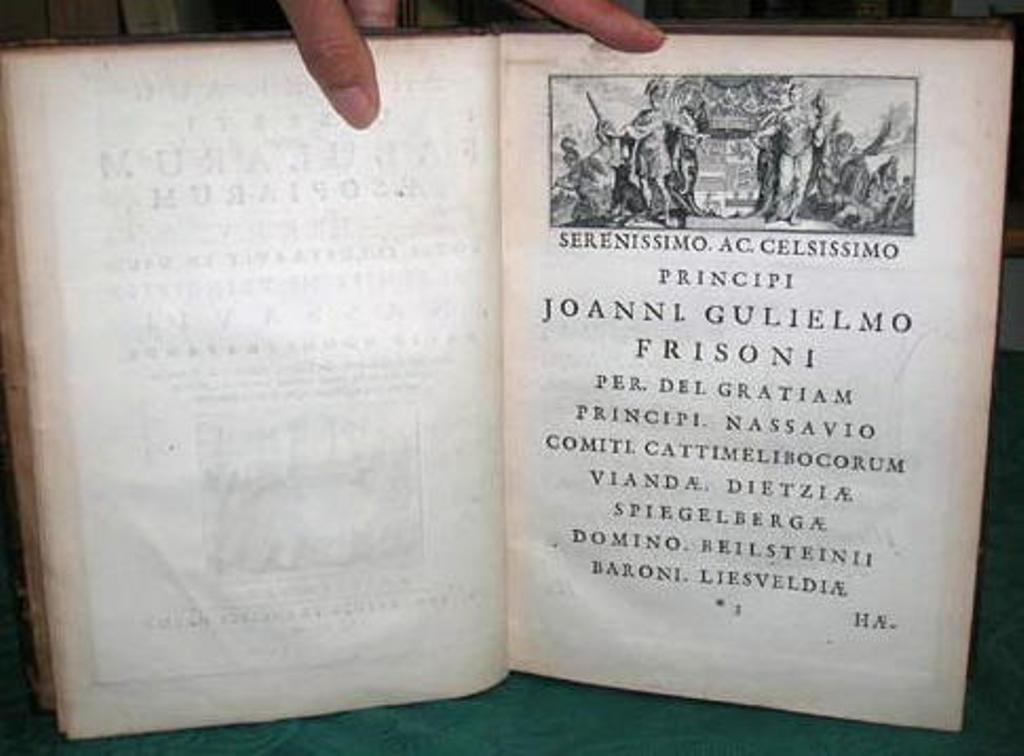 SERENISSIMO. AC. CELSISSIMO
PRINCIPI
JOANNI. GULIELMO
FRISONI
PER. DEI. GRATIAM
PRINCIPI. NASSAVIO
COMITI. CATTIMELIBOCORUM
VIANDÆ. DIETZIÆ
SPIEGELBERGÆ
DOMINO. BEILSTEINII
BARONI. LIESVELDIÆ
* 3
HÆ-